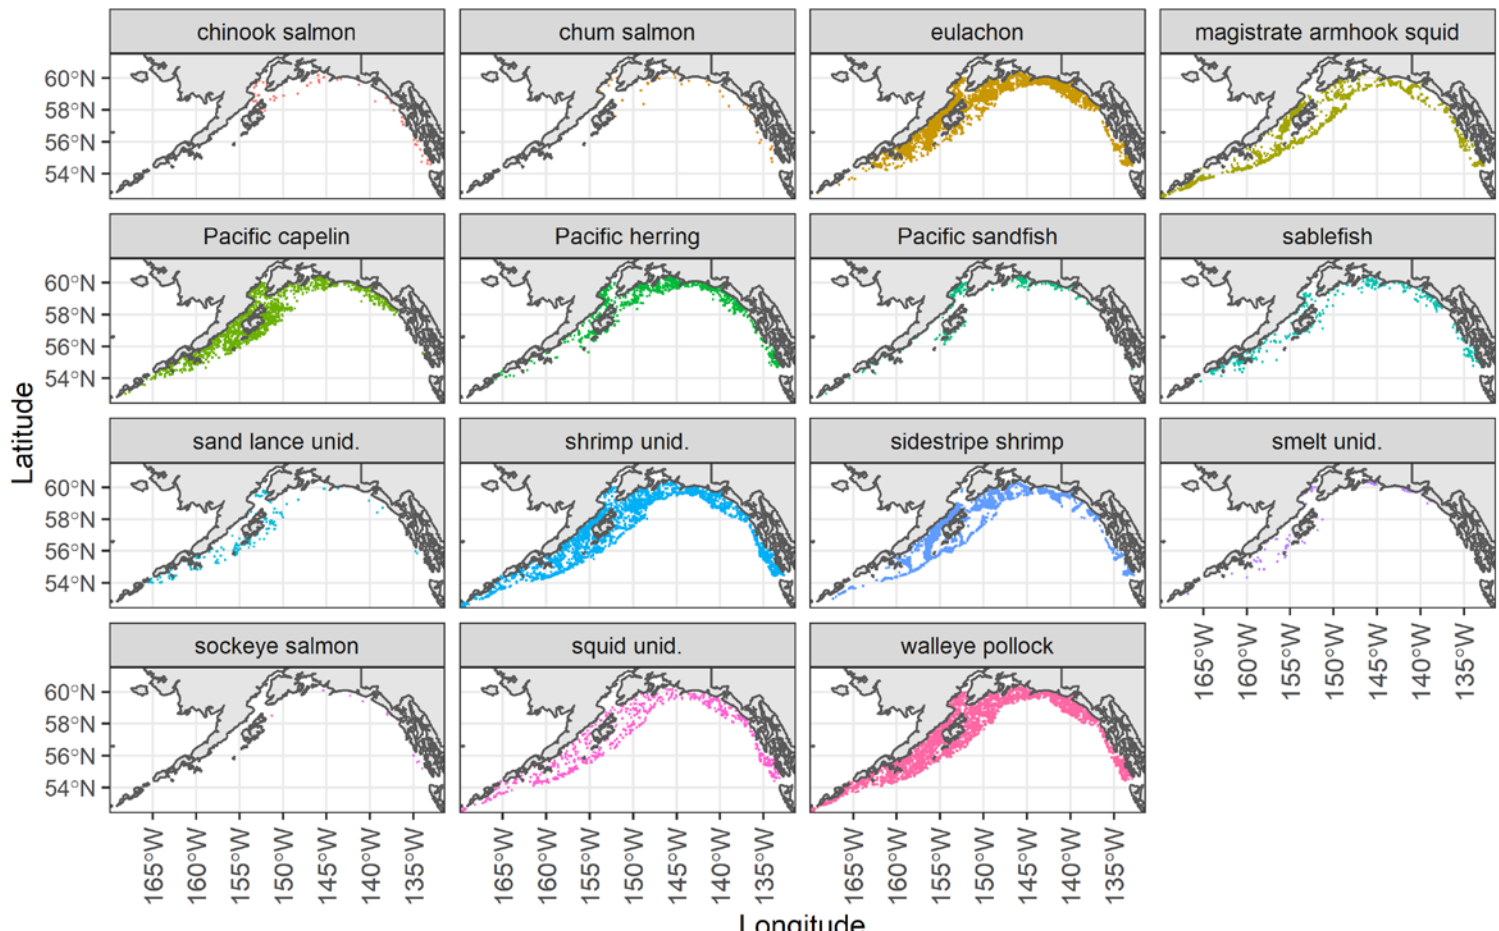 chinook salmon
chum salmon
eulachon
magistrate armhook squid
60°N
58°N
56°N
54°N
Pacific capelin
Pacific herring
Pacific sandfish
sablefish
60°N
58°N
56°N
54°N
Latitude
sand lance unid.
shrimp unid.
sidestripe shrimp
smelt unid.
60°N
58°N
56°N
54°N
165°W
160°W
155°W
150°W
145°W
140°W
135°W
sockeye salmon
squid unid.
walleye pollock
60°N
58°N
56°N
54°N
165°W
160°W
155°W
150°W
145°W
140°W
135°W
165°W
160°W
155°W
150°W
145°W
140°W
135°W
165°W
160°W
155°W
150°W
145°W
140°W
135°W
Longitude